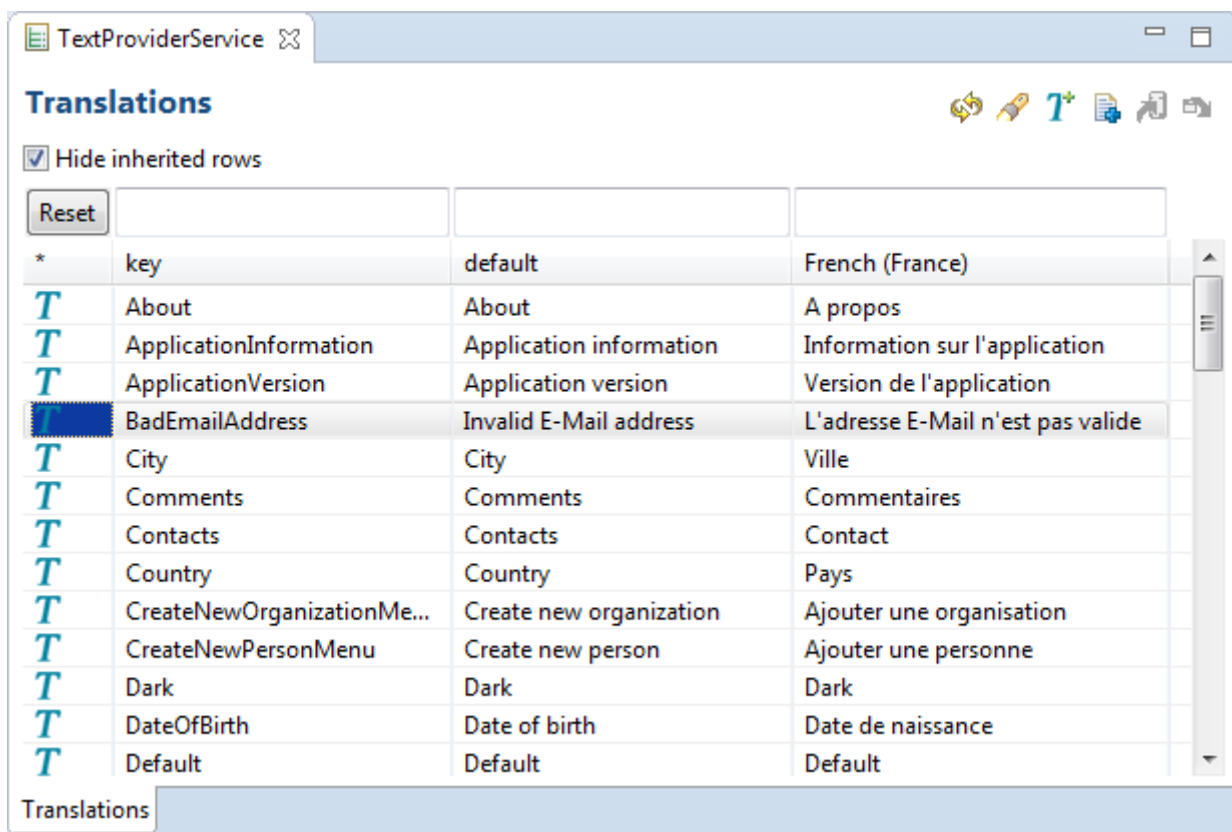 TextProviderService
Translations
Hide inherited rows
Reset
* key default French (France)
T About About A propos
T ApplicationInformation Application information Information sur l'application
T ApplicationVersion Application version Version de l'application
T BadEmailAddress Invalid E-Mail address L'adresse E-Mail n'est pas valide
T City City Ville
T Comments Comments Commentaires
T Contacts Contacts Contact
T Country Country Pays
T CreateNewOrganizationMe... Create new organization Ajouter une organisation
T CreateNewPersonMenu Create new person Ajouter une personne
T Dark Dark Dark
T DateOfBirth Date of birth Date de naissance
T Default Default Default
Translations